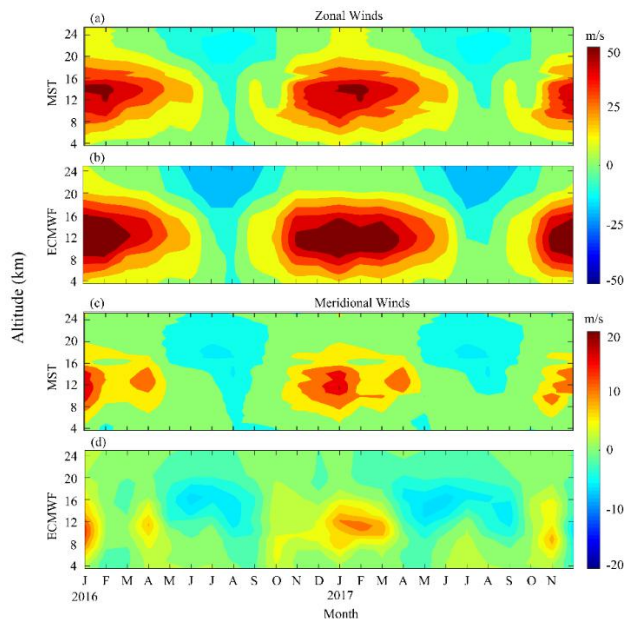 (a) Zonal Winds
m/s
24
20
16
12
8
4
MST
50
25
0
-25
-50
(b)
24
20
16
12
8
4
ECMWF
Altitude (km)
(c) Meridional Winds
m/s
24
20
16
12
8
4
MST
20
10
0
-10
-20
(d)
24
20
16
12
8
4
ECMWF
J F M A M J J A S O N D J F M A M J J A S O N
2016 2017
Month